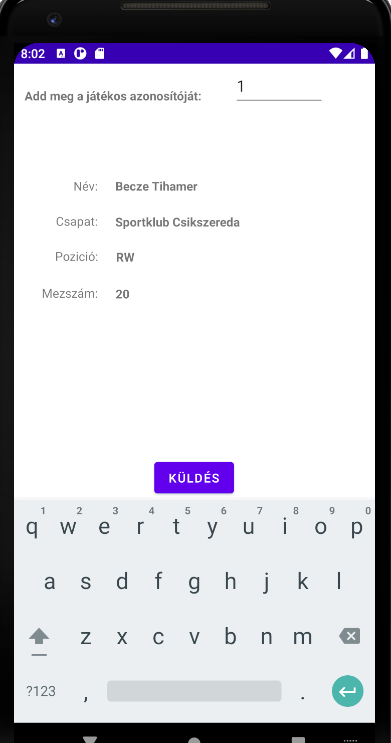 8:02
Add meg a játékos azonosítóját: 1
Név: Becze Tihamer
Csapat: Sportklub Csikszereda
Pozició: RW
Mezszám: 20
KÜLDÉS
1 2 3 4 5 6 7 8 9 0
q w e r t y u i o p
a s d f g h j k l
z x c v b n m
?123 , .